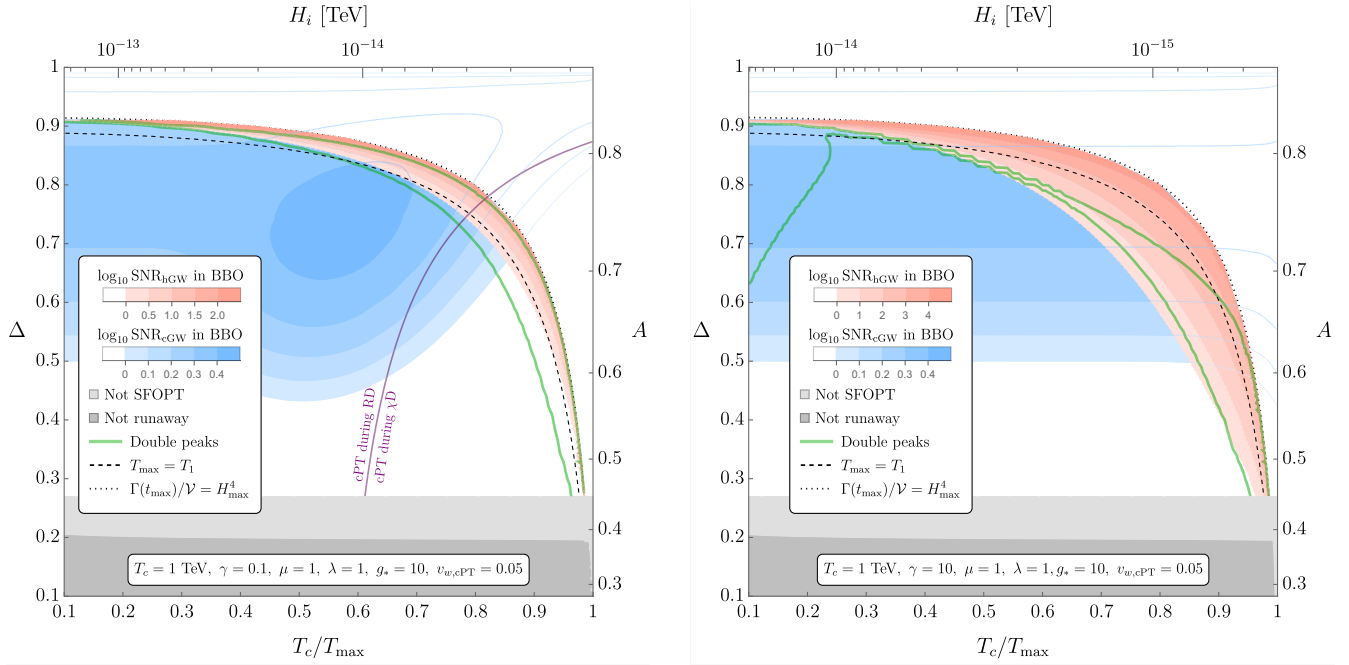 H_i [TeV]
10^−13 10^−14
1
0.9
0.8
0.7
0.6
Δ
0.5
0.4
0.3
0.2
0.1
0.8
0.7
A
0.6
0.5
0.4
0.3
log₁₀ SNR_hGW in BBO
0 0.5 1.0 1.5 2.0
log₁₀ SNR_cGW in BBO
0 0.1 0.2 0.3 0.4
Not SFOPT
Not runaway
Double peaks
T_max = T_1
Γ(t_max)/𝒱 = H⁴_max
cPT during RD
cPT during χD
T_c = 1 TeV, γ = 0.1, μ = 1, λ = 1, g_* = 10, v_w,cPT = 0.05
0.1 0.2 0.3 0.4 0.5 0.6 0.7 0.8 0.9 1
T_c/T_max
H_i [TeV]
10^−14 10^−15
1
0.9
0.8
0.7
0.6
Δ
0.5
0.4
0.3
0.2
0.1
0.8
0.7
A
0.6
0.5
0.4
0.3
log₁₀ SNR_hGW in BBO
0 1 2 3 4
log₁₀ SNR_cGW in BBO
0 0.1 0.2 0.3 0.4
Not SFOPT
Not runaway
Double peaks
T_max = T_1
Γ(t_max)/𝒱 = H⁴_max
T_c = 1 TeV, γ = 10, μ = 1, λ = 1, g_* = 10, v_w,cPT = 0.05
0.1 0.2 0.3 0.4 0.5 0.6 0.7 0.8 0.9 1
T_c/T_max